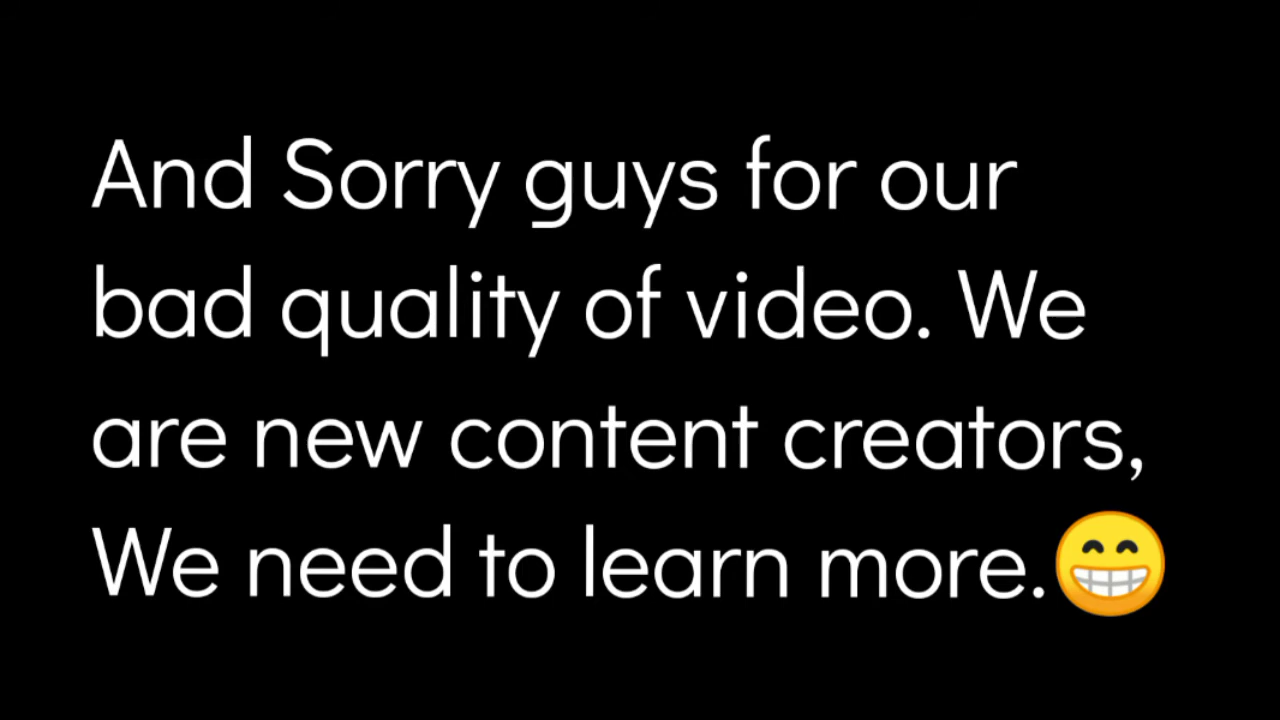 And Sorry guys for our
bad quality of video. We
are new content creators,
We need to learn more.😁